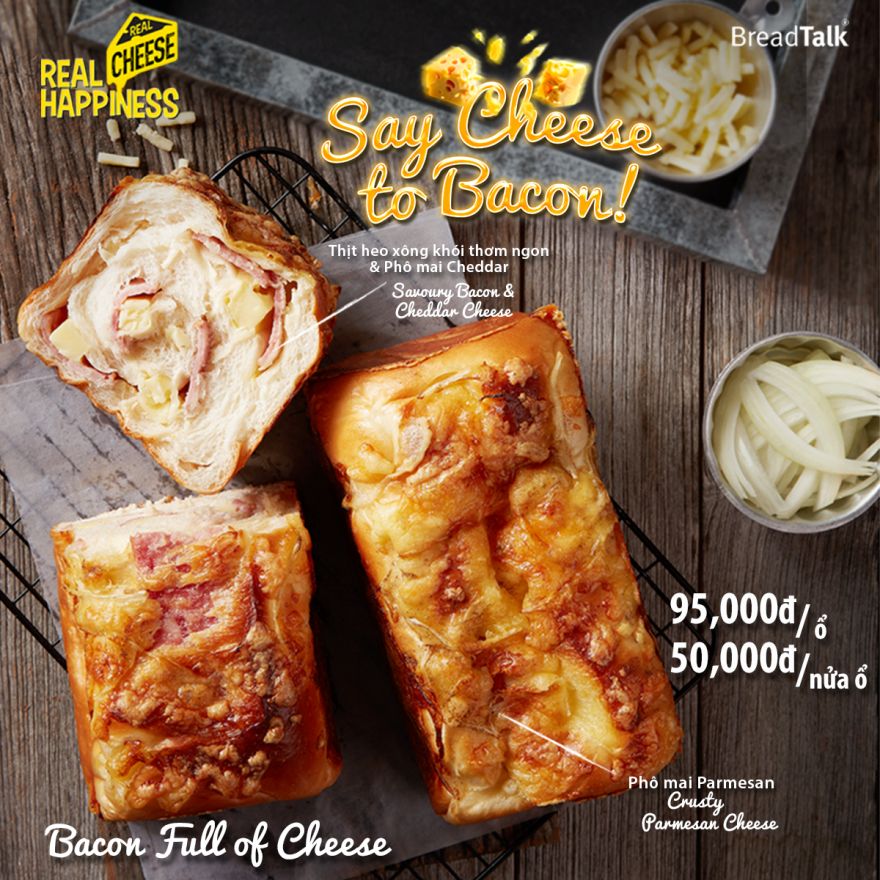 REAL
CHEESE
REAL
HAPPINESS
BreadTalk®
Say Cheese
to Bacon!
Thịt heo xông khói thơm ngon
& Phô mai Cheddar
Savoury Bacon &
Cheddar Cheese
95,000đ/ổ
50,000đ/nửa ổ
Phô mai Parmesan
Crusty
Parmesan Cheese
Bacon Full of Cheese